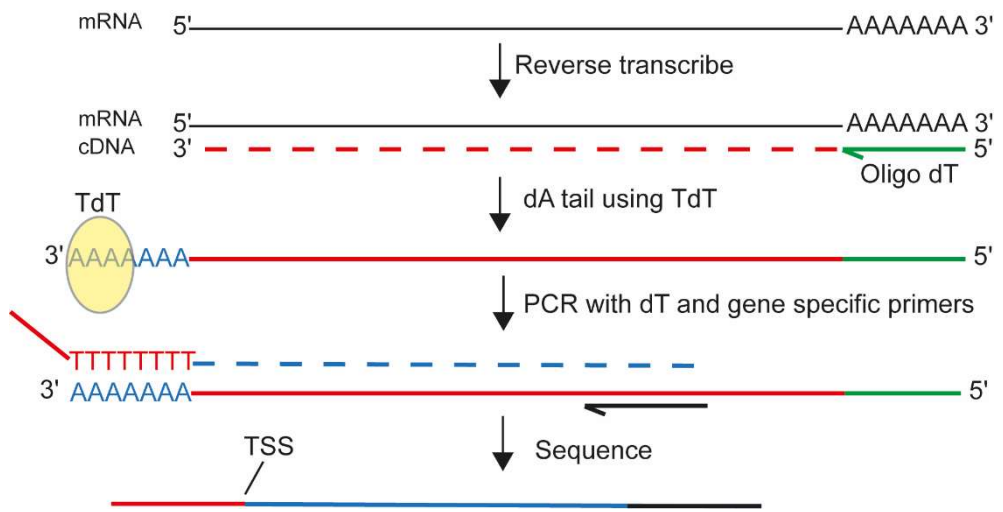 mRNA 5' AAAAAAA 3'
Reverse transcribe
mRNA 5' AAAAAAA 3'
cDNA 3' 5'
Oligo dT
dA tail using TdT
TdT
3' AAAAAAA 5'
PCR with dT and gene specific primers
TTTTTTTT
3' AAAAAAA 5'
Sequence
TSS